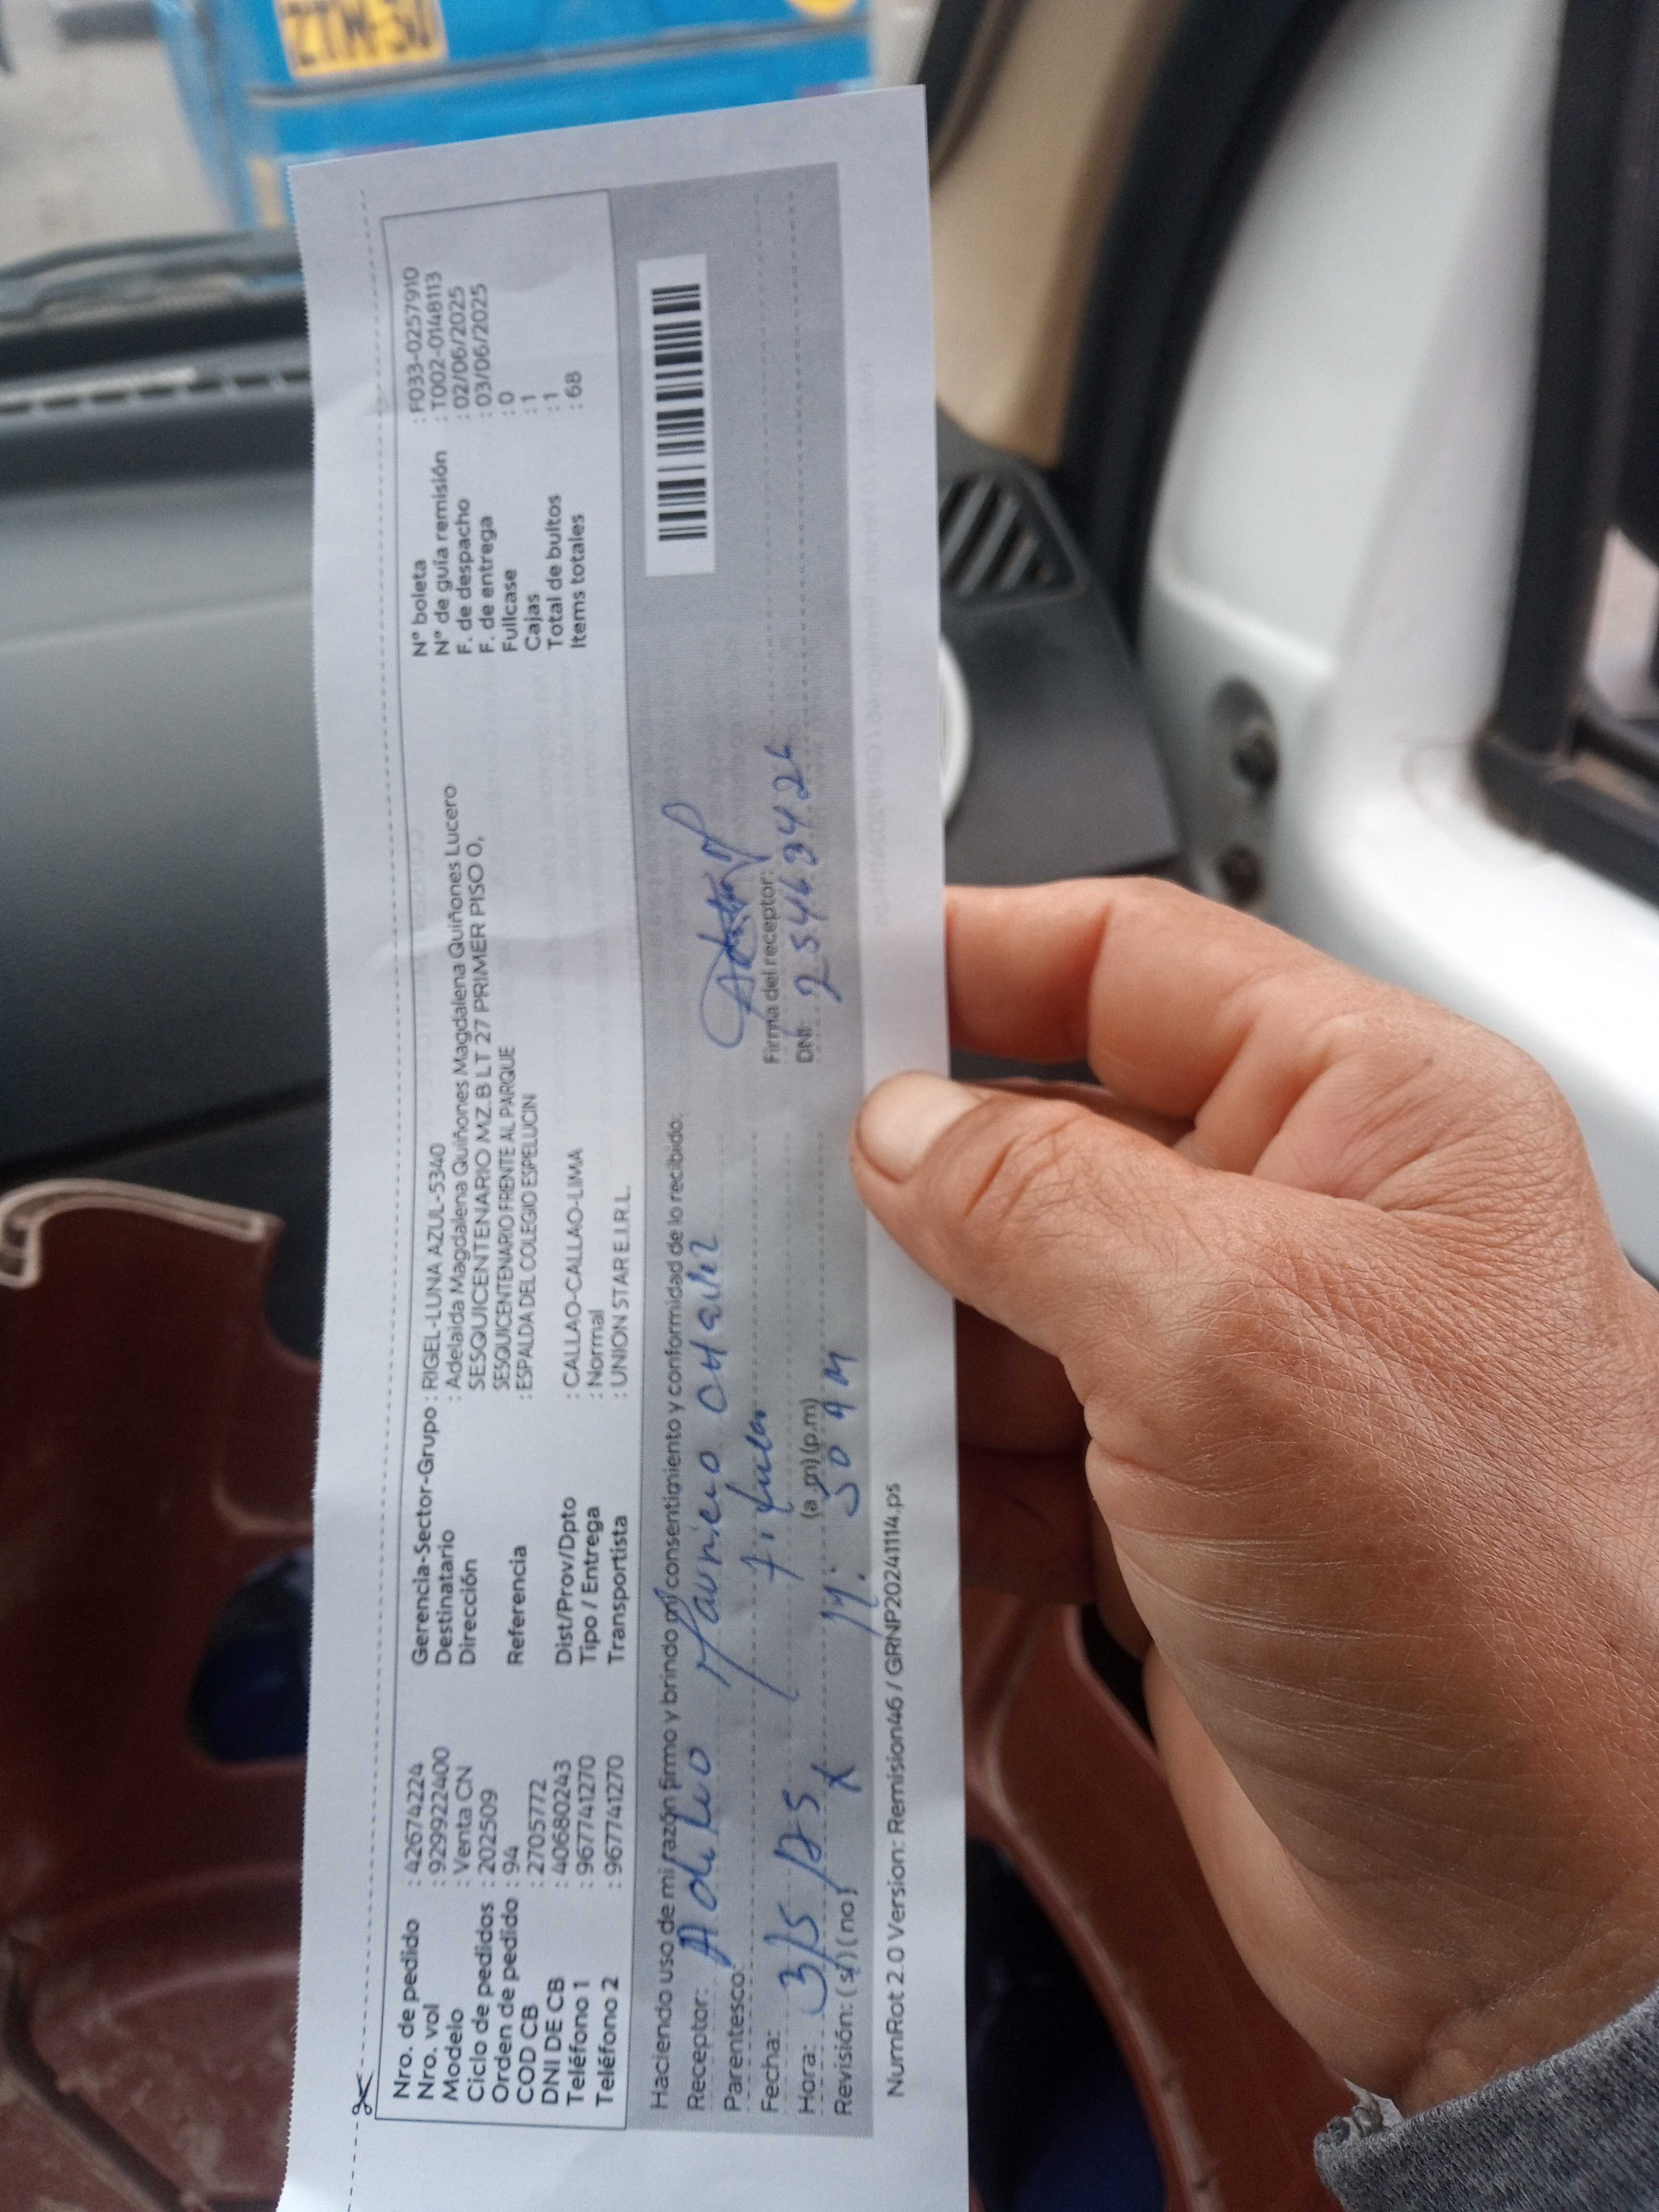 Nro. de pedido : 42674224
Nro. vol : 929922400
Modelo : Venta CN
Ciclo de pedidos : 202509
Orden de pedido : 94
COD CB : 2705772
DNI DE CB : 40680243
Teléfono 1 : 967741270
Teléfono 2 : 967741270
Gerencia-Sector-Grupo : RIGEL-LUNA AZUL-5340
Destinatario : Adelaida Magdalena Quiñones Magdalena Quiñones Lucero
Dirección SESQUICENTENARIO MZ.B LT 27 PRIMER PISO 0,
SESQUICENTENARIO FRENTE AL PARQUE
Referencia : ESPALDA DEL COLEGIO ESPELUCIN
Dist/Prov/Dpto : CALLAO-CALLAO-LIMA
Tipo / Entrega : Normal
Transportista : UNION STAR E.I.R.L.
N° boleta : F033-0257910
N° de guía remisión : T002-0148113
F. de despacho : 02/06/2025
F. de entrega : 03/06/2025
Fullcase : 0
Cajas : 1
Total de bultos : 1
Items totales : 68
Haciendo uso de mi razón firmo y brindo mi consentimiento y conformidad de lo recibido:
Receptor:
Parentesco:
Fecha: 3/5/25
Hora: (a.m)(p.m)
Revisión: (si)(no) X
Firma del receptor:
DNI: 25463426
NumRot 2.0 Version: Remision46 / GRNP20241114.ps